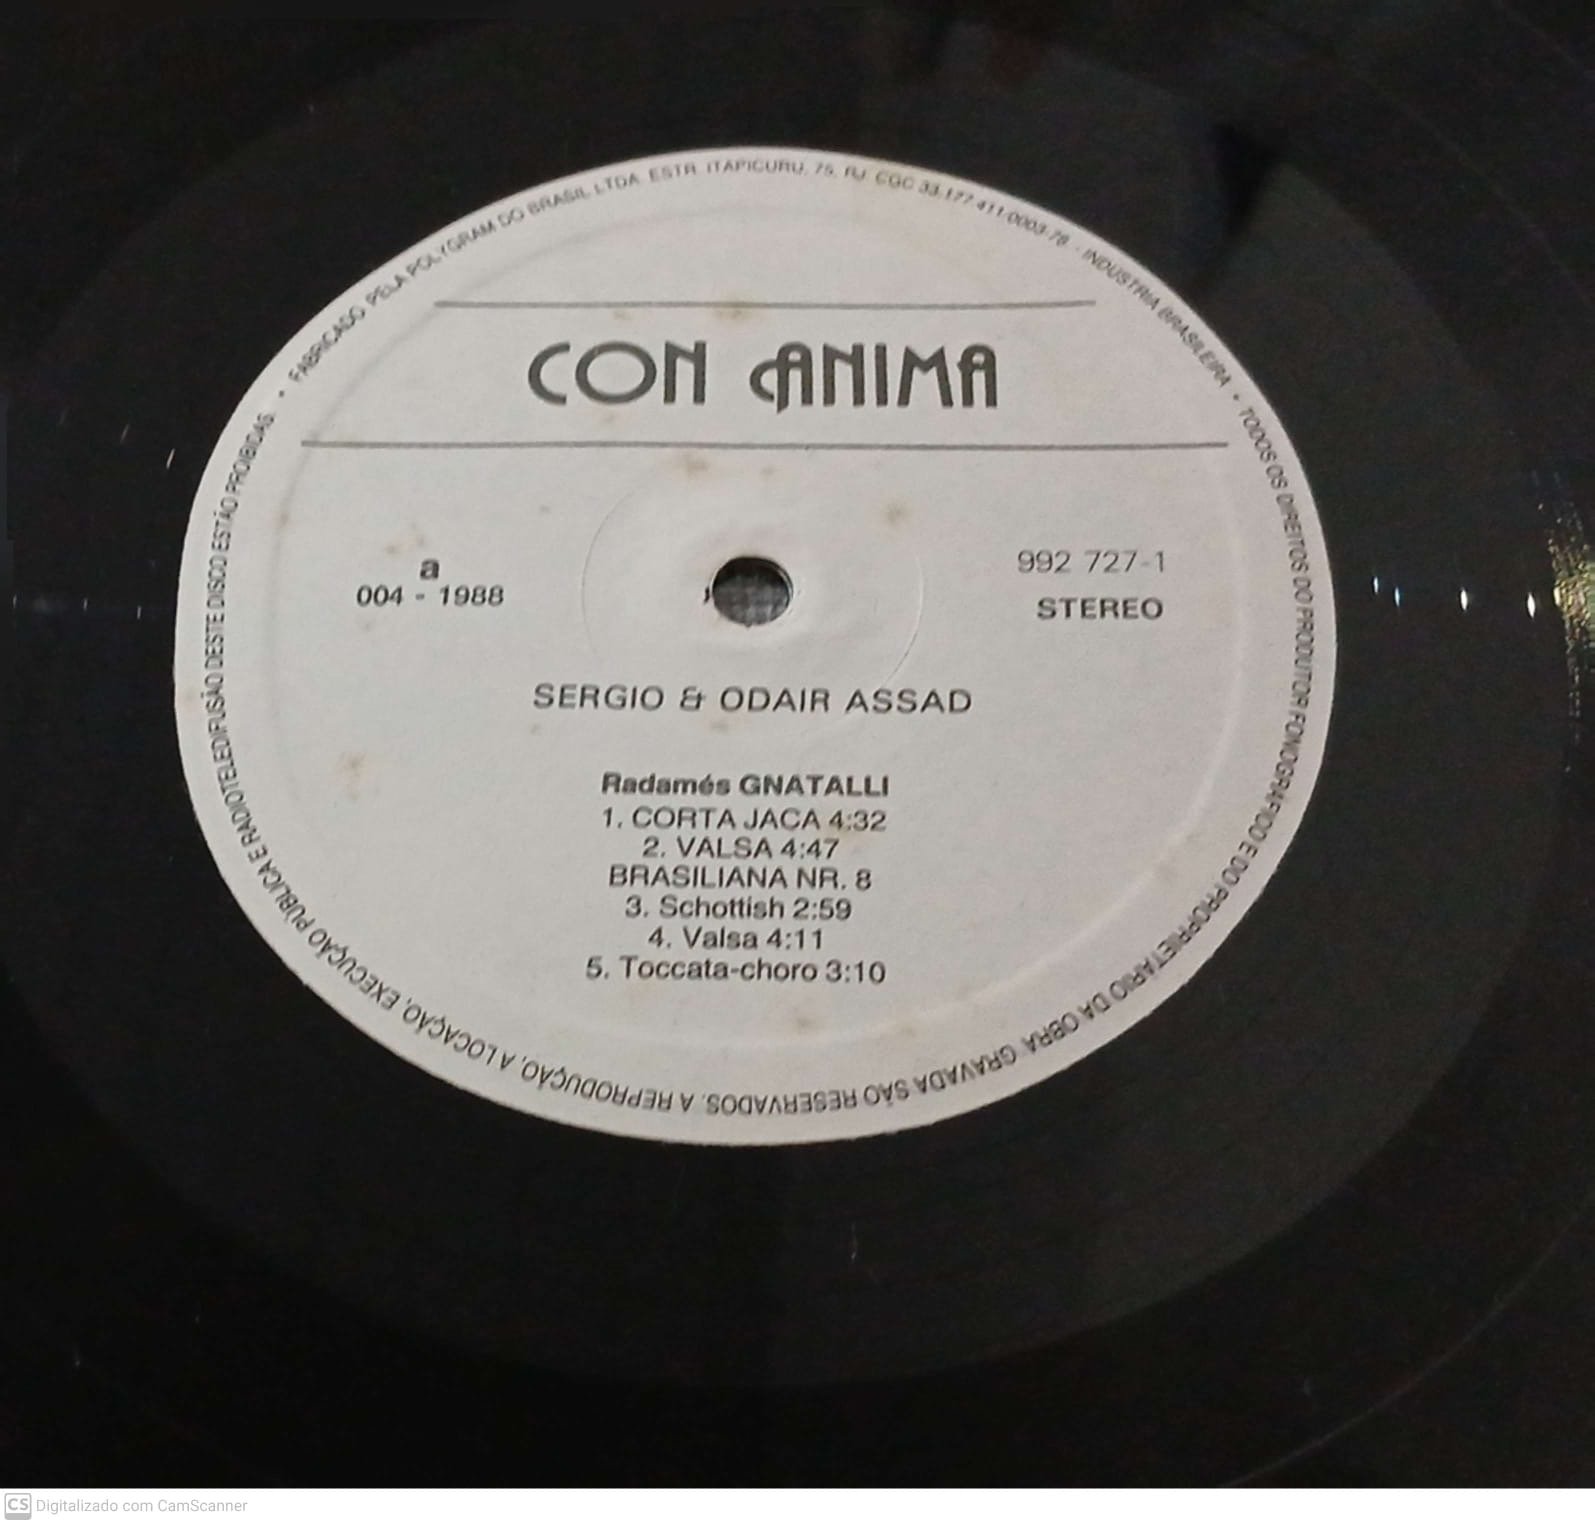 FABRICADO PELA POLYGRAM DO BRASIL LTDA. ESTR. ITAPICURU, 75, RJ. CGC 33.177.411/0003-78 - INDÚSTRIA BRASILEIRA • TODOS OS DIREITOS DO PRODUTOR FONOGRÁFICO E DO PROPRIETÁRIO DA OBRA GRAVADA SÃO RESERVADOS. A REPRODUÇÃO, A LOCAÇÃO, EXECUÇÃO PÚBLICA E RADIOTELEDIFUSÃO DESTE DISCO ESTÃO PROIBIDAS. •
CON ANIMA
a
004 - 1988
992 727-1
STEREO
SERGIO & ODAIR ASSAD
Radamés GNATALLI
1. CORTA JACA 4:32
2. VALSA 4:47
BRASILIANA NR. 8
3. Schottish 2:59
4. Valsa 4:11
5. Toccata-choro 3:10
CS Digitalizado com CamScanner